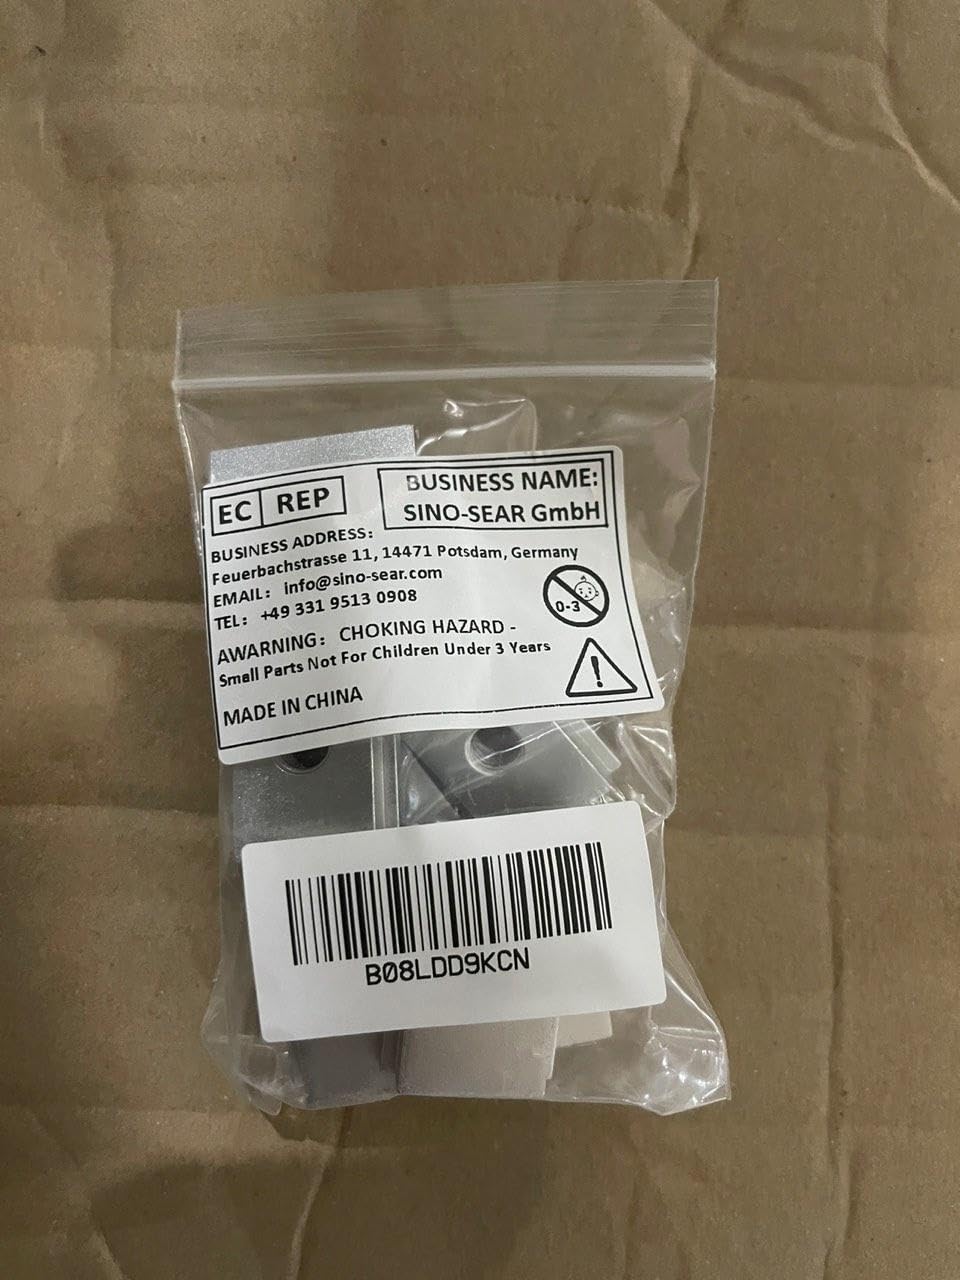 EC REP
BUSINESS NAME:
SINO-SEAR GmbH
BUSINESS ADDRESS:
Feuerbachstrasse 11, 14471 Potsdam, Germany
EMAIL: info@sino-sear.com
TEL: +49 331 9513 0908
0-3
AWARNING: CHOKING HAZARD -
Small Parts Not For Children Under 3 Years
!
MADE IN CHINA
B08LDD9KCN